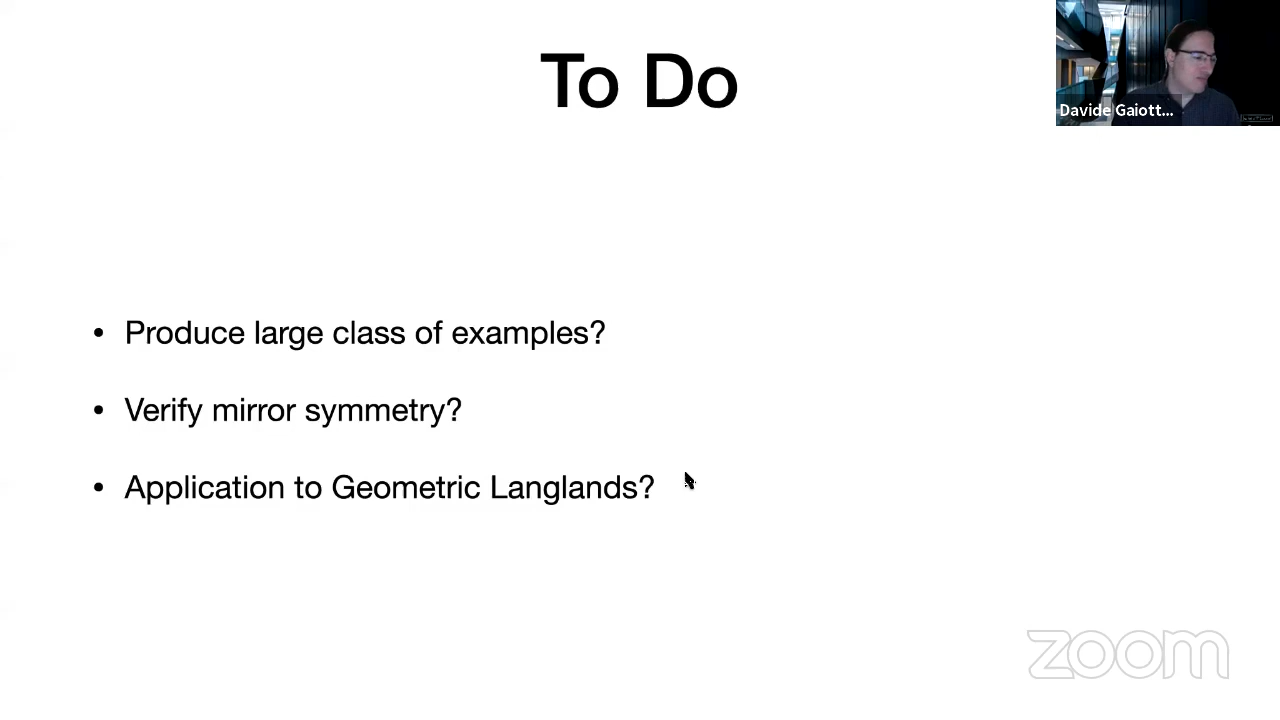 To Do
Davide Gaiott...
• Produce large class of examples?
• Verify mirror symmetry?
• Application to Geometric Langlands?
zoom